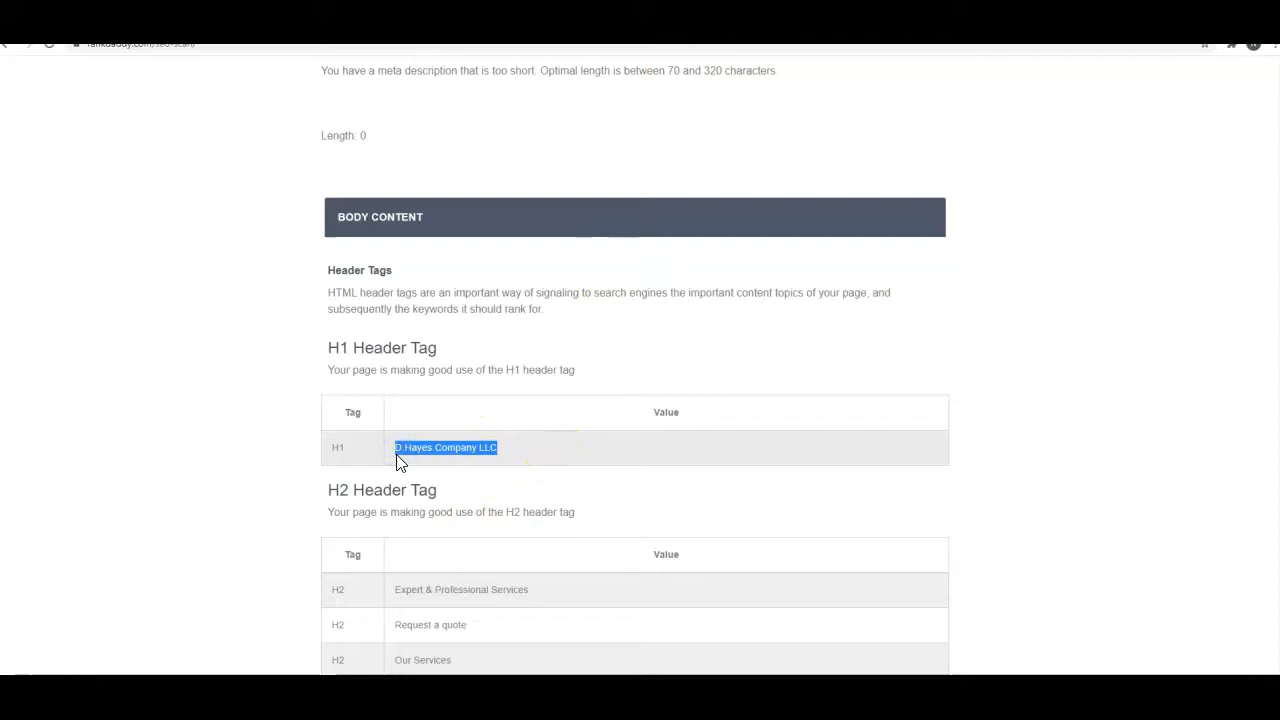 rankdaddy.com/seo-scan/
You have a meta description that is too short. Optimal length is between 70 and 320 characters.
Length: 0
BODY CONTENT
Header Tags
HTML header tags are an important way of signaling to search engines the important content topics of your page, and
subsequently the keywords it should rank for.
H1 Header Tag
Your page is making good use of the H1 header tag
Tag Value
H1 D Hayes Company LLC
H2 Header Tag
Your page is making good use of the H2 header tag
Tag Value
H2 Expert & Professional Services
H2 Request a quote
H2 Our Services